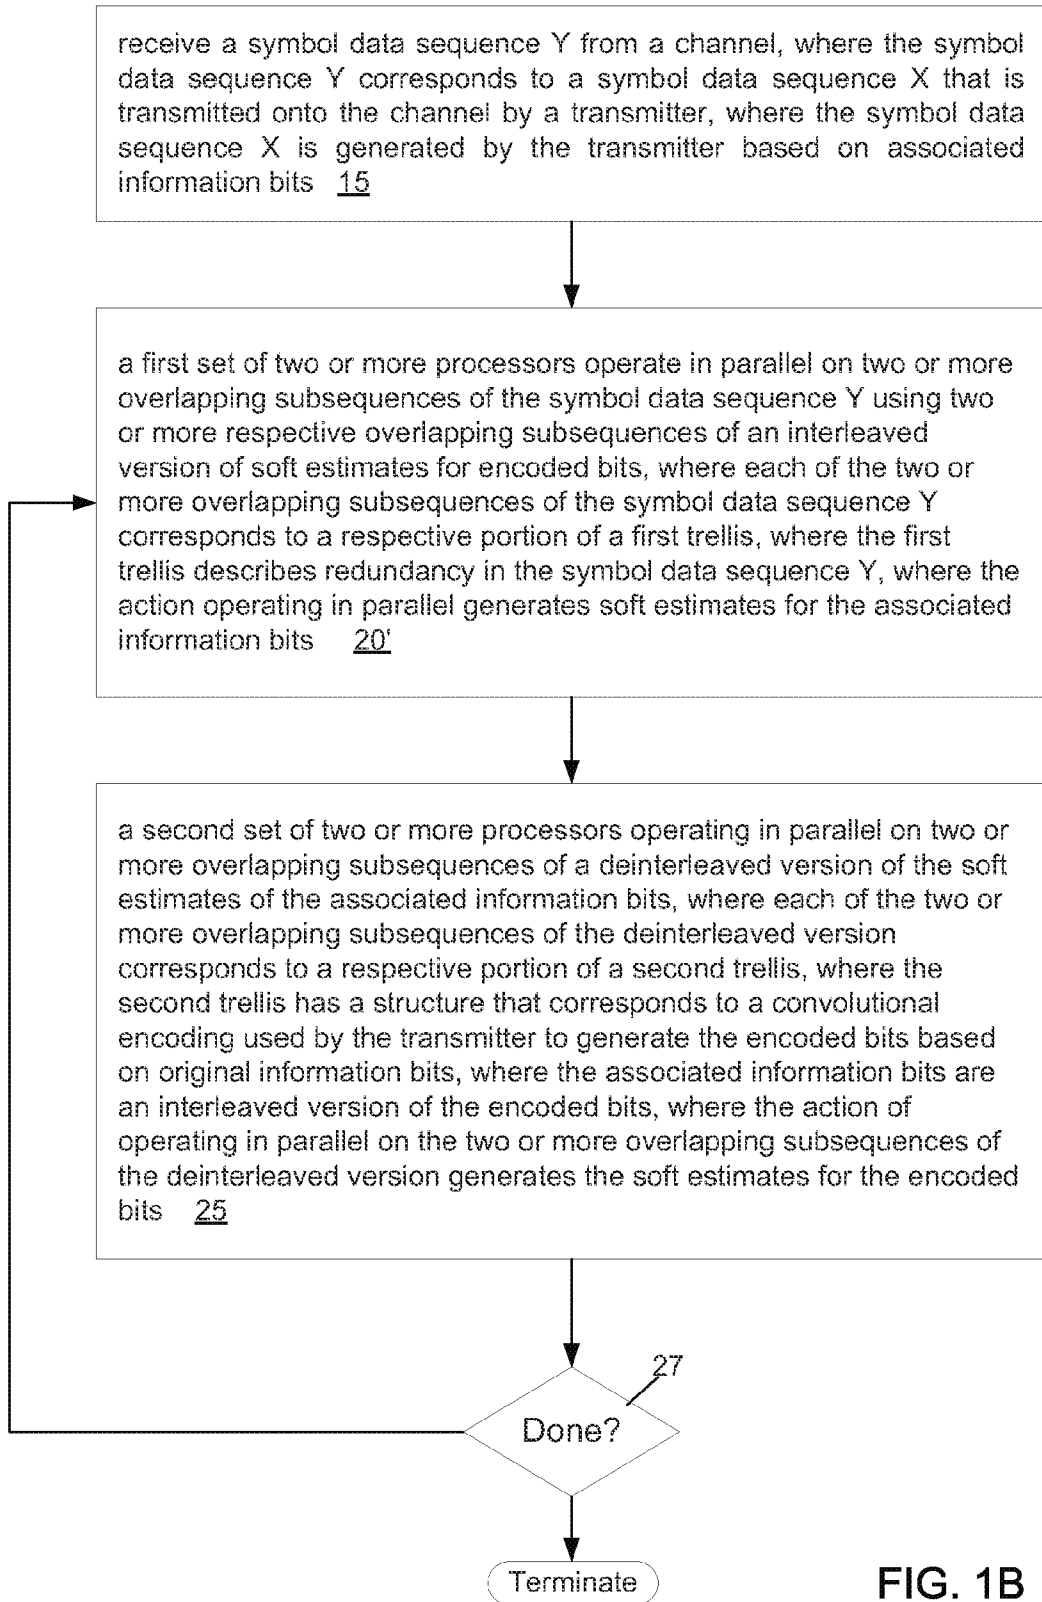 receive a symbol data sequence Y from a channel, where the symbol
data sequence Y corresponds to a symbol data sequence X that is
transmitted onto the channel by a transmitter, where the symbol data
sequence X is generated by the transmitter based on associated
information bits 15
a first set of two or more processors operate in parallel on two or more
overlapping subsequences of the symbol data sequence Y using two
or more respective overlapping subsequences of an interleaved
version of soft estimates for encoded bits, where each of the two or
more overlapping subsequences of the symbol data sequence Y
corresponds to a respective portion of a first trellis, where the first
trellis describes redundancy in the symbol data sequence Y, where the
action operating in parallel generates soft estimates for the associated
information bits 20'
a second set of two or more processors operating in parallel on two or
more overlapping subsequences of a deinterleaved version of the soft
estimates of the associated information bits, where each of the two or
more overlapping subsequences of the deinterleaved version
corresponds to a respective portion of a second trellis, where the
second trellis has a structure that corresponds to a convolutional
encoding used by the transmitter to generate the encoded bits based
on original information bits, where the associated information bits are
an interleaved version of the encoded bits, where the action of
operating in parallel on the two or more overlapping subsequences of
the deinterleaved version generates the soft estimates for the encoded
bits 25
27
Done?
Terminate
FIG. 1B